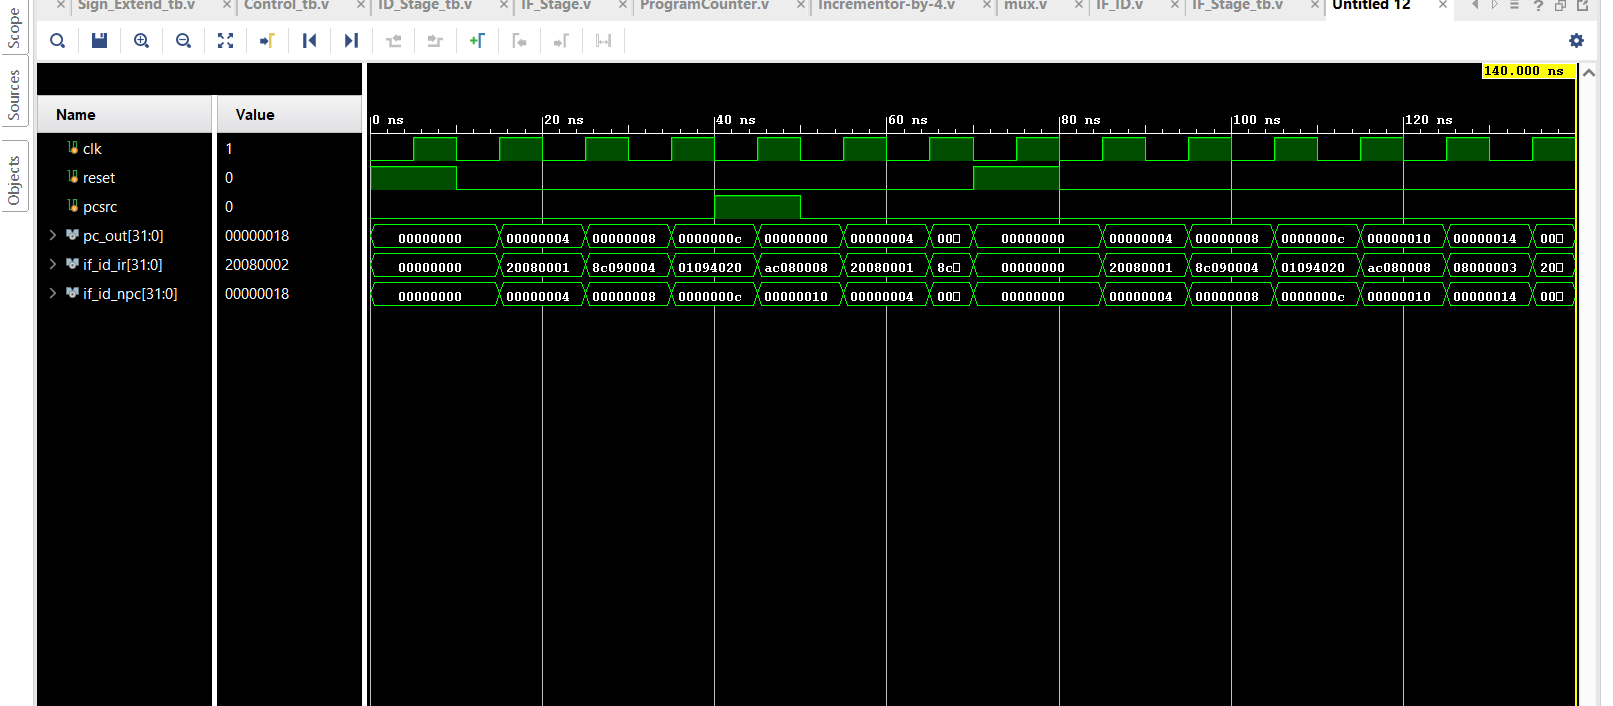 Sign_Extend_tb.v × Control_tb.v × ID_Stage_tb.v × IF_Stage.v × ProgramCounter.v × Incrementor-by-4.v × mux.v × IF_ID.v × IF_Stage_tb.v × Untitled 12 ×
Scope
Sources
Objects
140.000 ns
Name Value
0 ns 20 ns 40 ns 60 ns 80 ns 100 ns 120 ns
clk 1
reset 0
pcsrc 0
pc_out[31:0] 00000018 00000000 00000004 00000008 0000000c 00000000 00000004 00 00000000 00000004 00000008 0000000c 00000010 00000014 00
if_id_ir[31:0] 20080002 00000000 20080001 8c090004 01094020 ac080008 20080001 8c 00000000 20080001 8c090004 01094020 ac080008 08000003 20
if_id_npc[31:0] 00000018 00000000 00000004 00000008 0000000c 00000010 00000004 00 00000000 00000004 00000008 0000000c 00000010 00000014 00